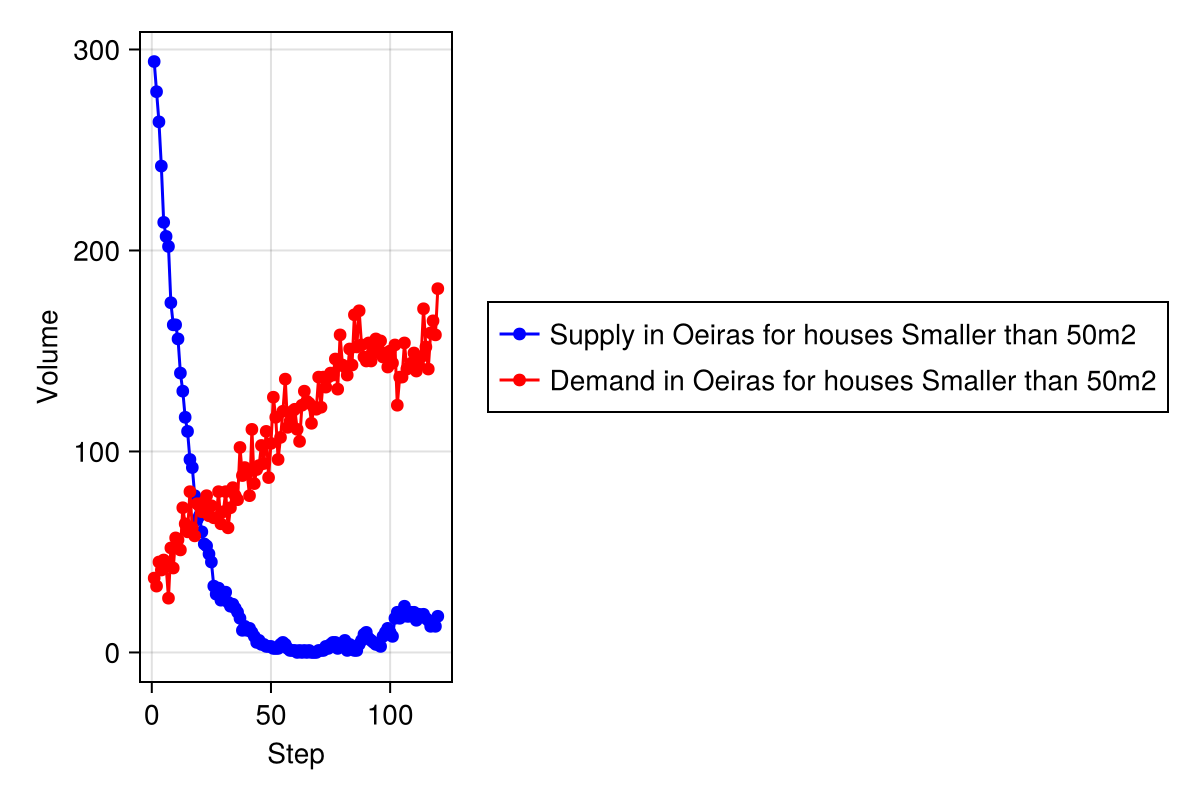 300
200
100
0
Volume
0 50 100
Step
Supply in Oeiras for houses Smaller than 50m2
Demand in Oeiras for houses Smaller than 50m2